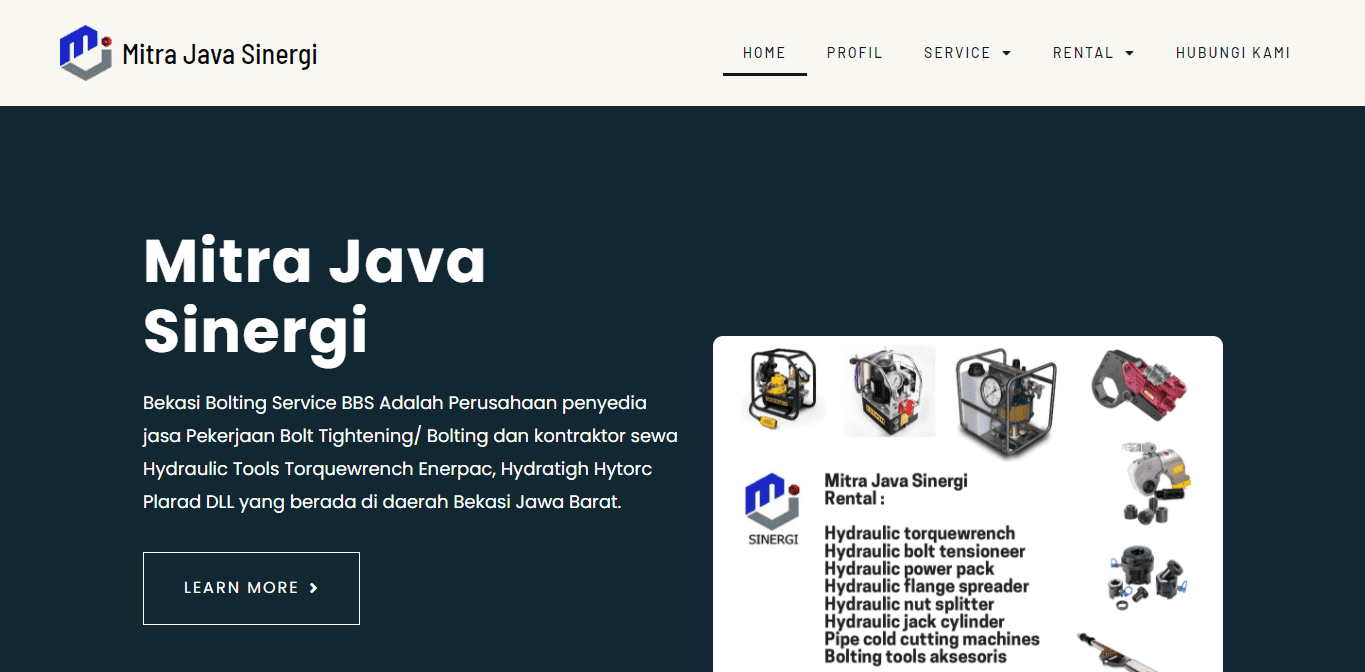 Mitra Java Sinergi
HOME PROFIL SERVICE RENTAL HUBUNGI KAMI
Mitra Java
Sinergi
Bekasi Bolting Service BBS Adalah Perusahaan penyedia
jasa Pekerjaan Bolt Tightening/ Bolting dan kontraktor sewa
Hydraulic Tools Torquewrench Enerpac, Hydratigh Hytorc
Plarad DLL yang berada di daerah Bekasi Jawa Barat.
LEARN MORE
SINERGI
Mitra Java Sinergi
Rental :
Hydraulic torquewrench
Hydraulic bolt tensioneer
Hydraulic power pack
Hydraulic flange spreader
Hydraulic nut splitter
Hydraulic jack cylinder
Pipe cold cutting machines
Bolting tools aksesoris